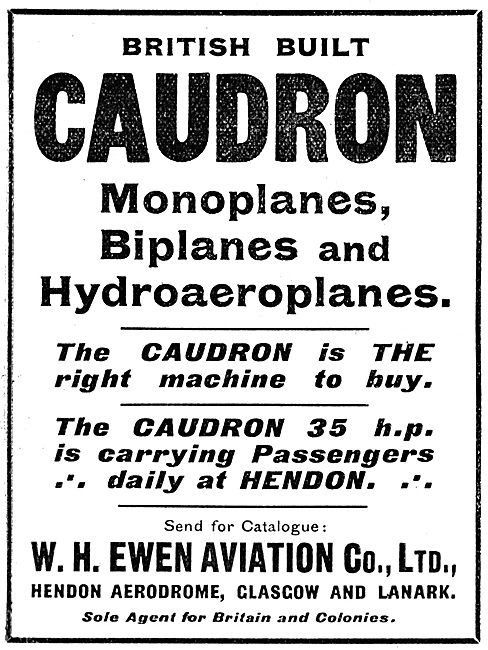 BRITISH BUILT
CAUDRON
Monoplanes,
Biplanes and
Hydroaeroplanes.
The CAUDRON is THE
right machine to buy.
The CAUDRON 35 h.p.
is carrying Passengers
.·. daily at HENDON. .·.
Send for Catalogue:
W. H. EWEN AVIATION Co., LTD.,
HENDON AERODROME, GLASGOW AND LANARK.
Sole Agent for Britain and Colonies.